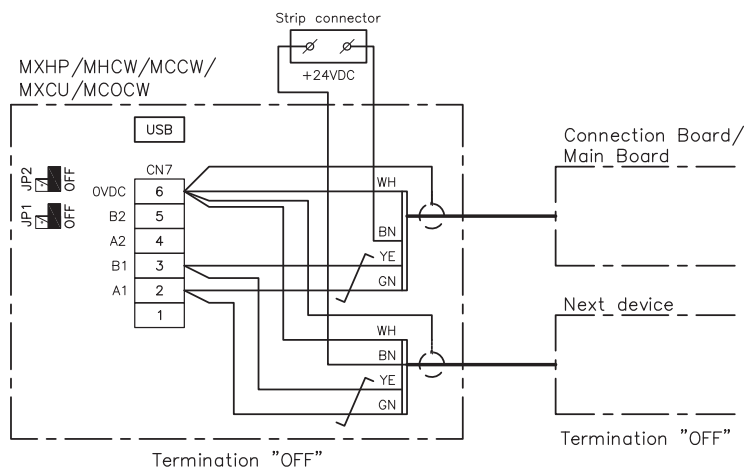 Strip connector
+24VDC
MXHP/MHCW/MCCW/
MXCU/MCOCW
USB
CN7
JP2
OFF
JP1
OFF
0VDC 6
B2 5
A2 4
B1 3
A1 2
1
WH
BN
YE
GN
WH
BN
YE
GN
Connection Board/
Main Board
Next device
Termination "OFF"
Termination "OFF"